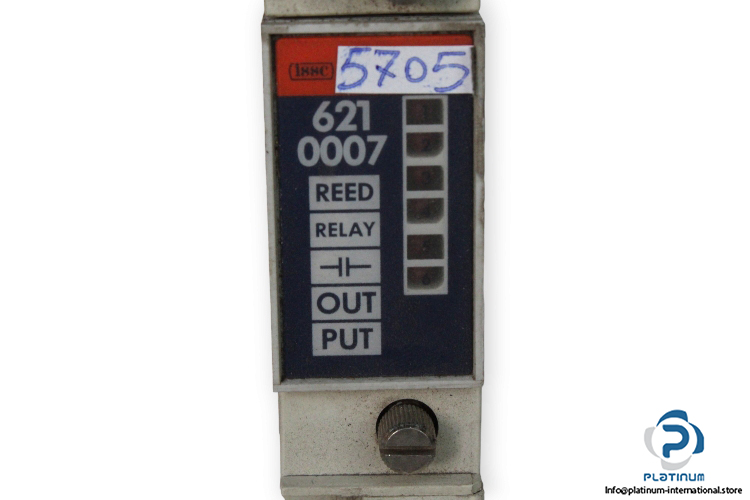 ISSC
5705
621
0007
REED
RELAY
OUT
PUT
1
2
3
4
5
6
PLATINUM
Info@platinum-international.store